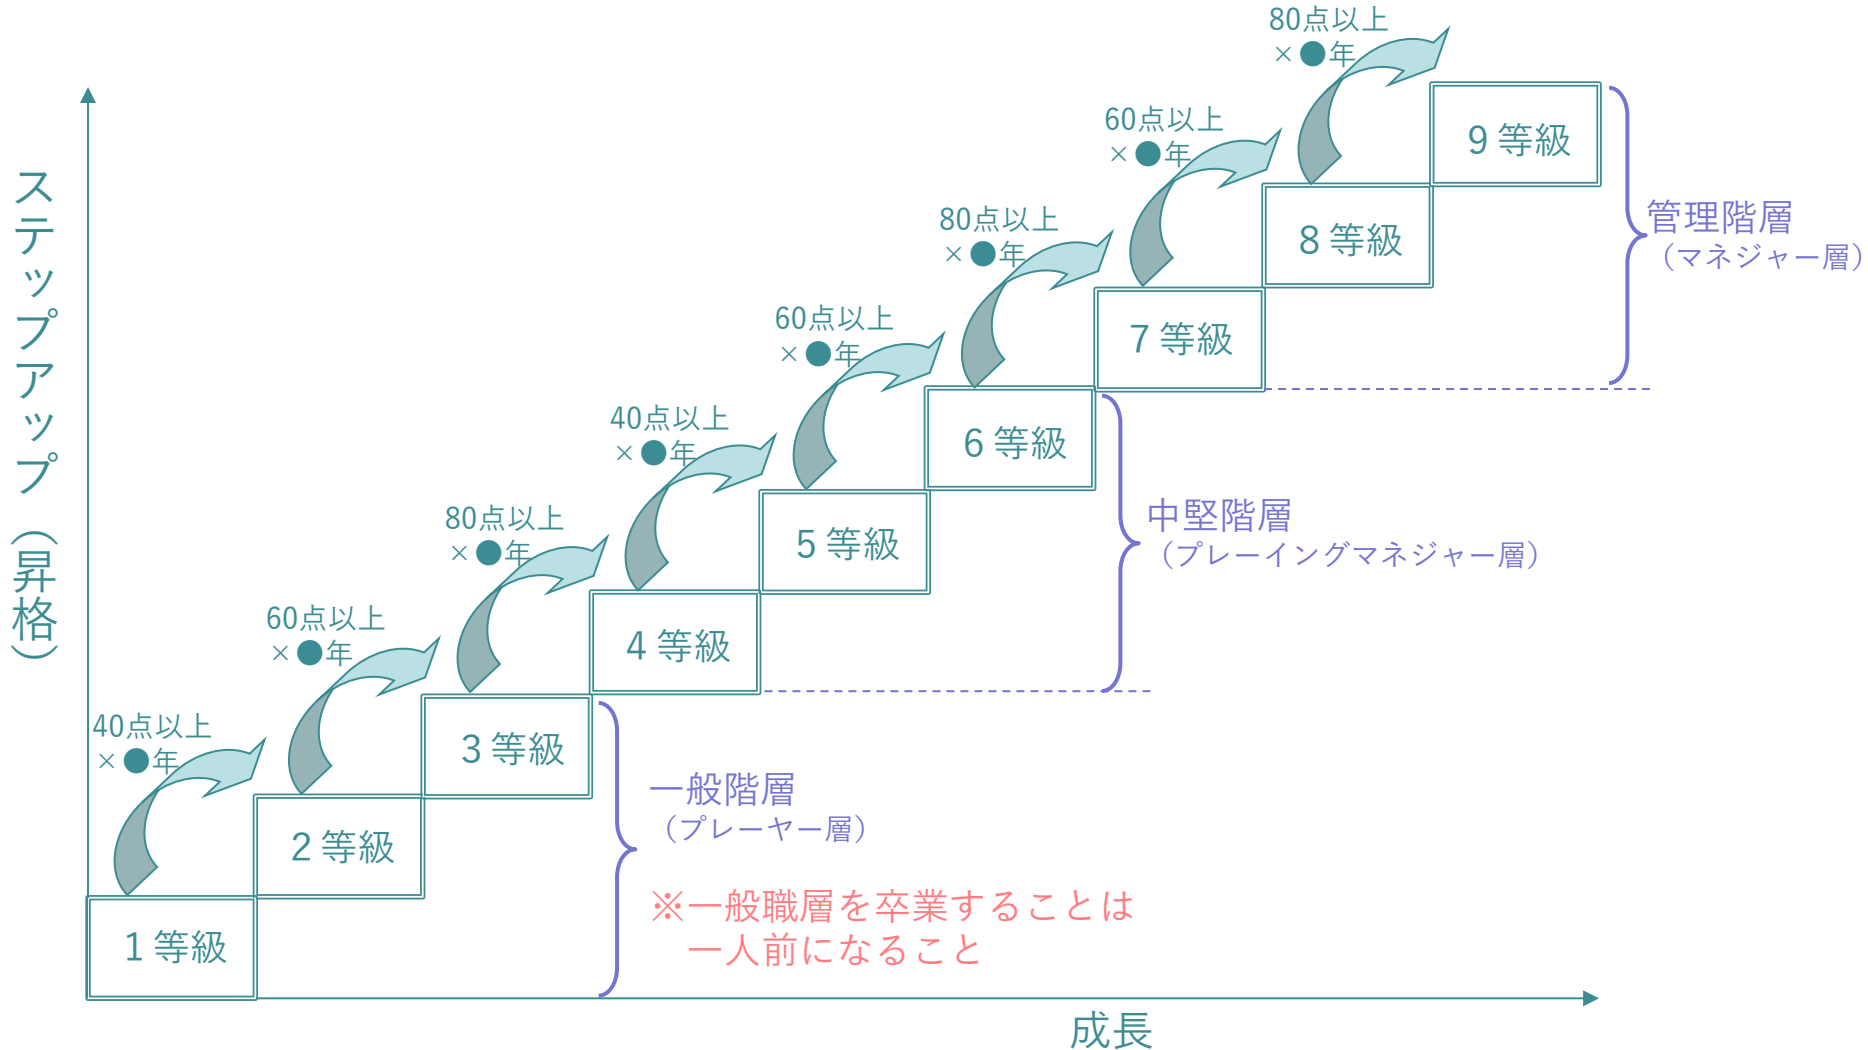 80点以上
×●年
60点以上
×●年
9等級
80点以上
×●年
8等級
管理階層
（マネジャー層）
60点以上
×●年
7等級
40点以上
×●年
6等級
80点以上
×●年
5等級
中堅階層
（プレーイングマネジャー層）
60点以上
×●年
4等級
40点以上
×●年
3等級
一般階層
（プレーヤー層）
2等級
※一般職層を卒業することは
一人前になること
1等級
ステップアップ（昇格）
成長